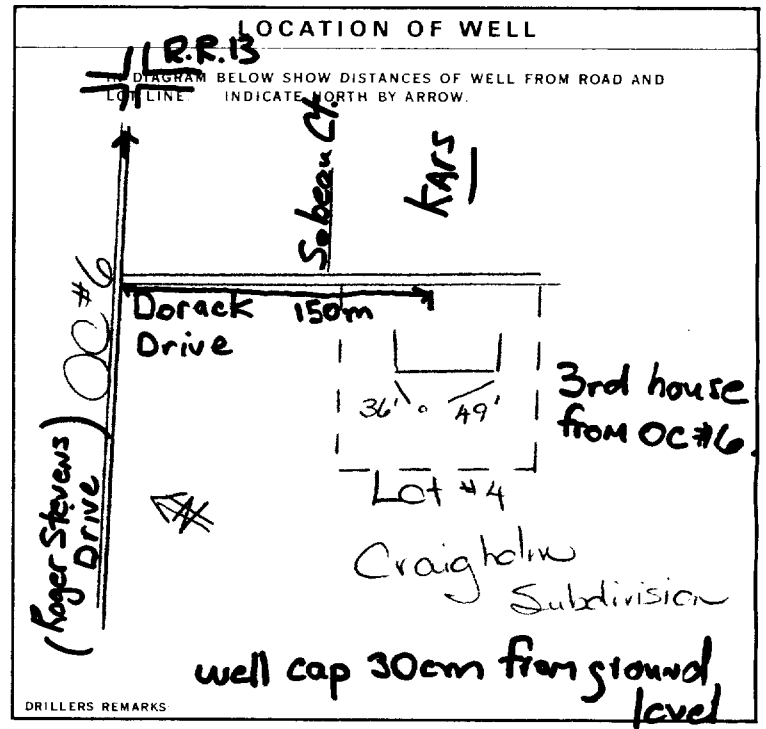 LOCATION OF WELL
R.R.13
IN DIAGRAM BELOW SHOW DISTANCES OF WELL FROM ROAD AND
LOT LINE. INDICATE NORTH BY ARROW.
Sobeau Ct.
KARS
OC#6
Dorack
Drive
150m
36'
49'
3rd house
from OC#6.
Lot #4
(Roger Stevens
Drive)
N
Craigholm
Subdivision
well cap 30cm from ground
level
DRILLERS REMARKS